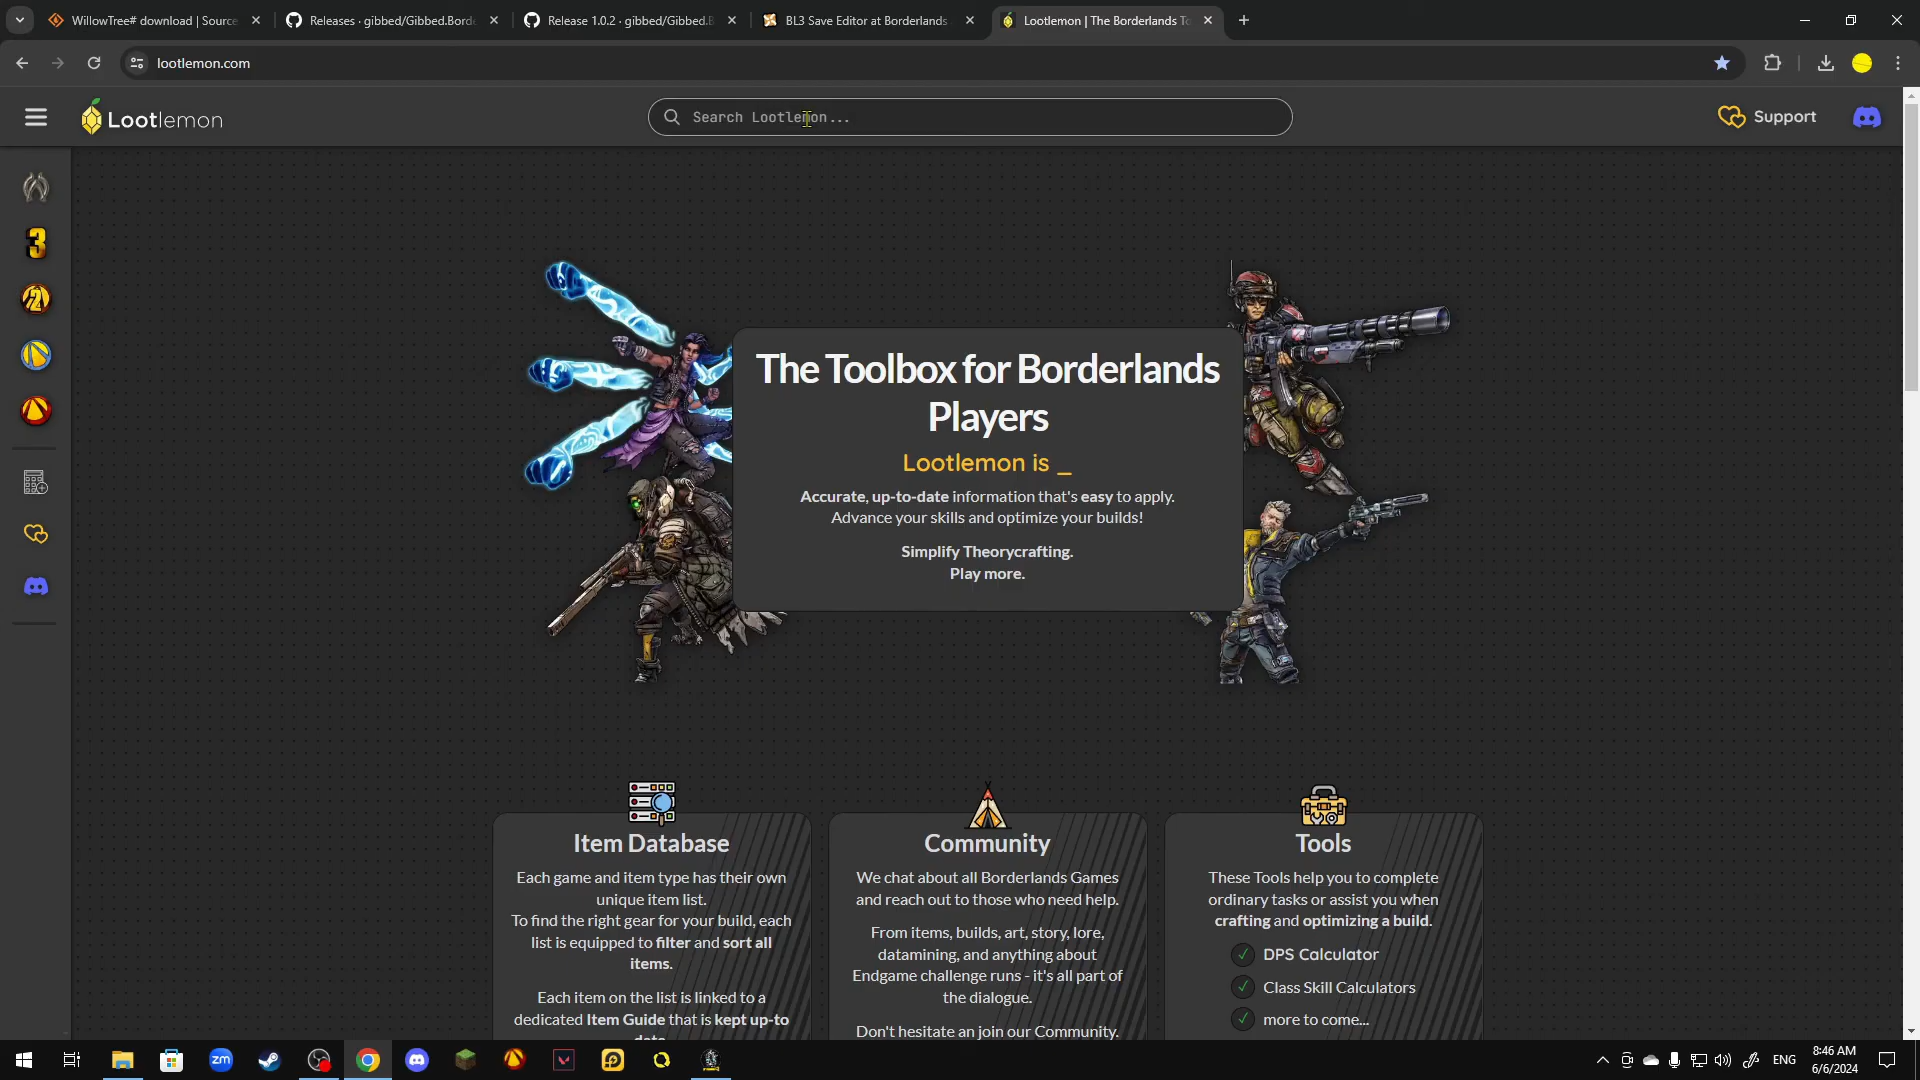 WillowTree# download | Source
Releases · gibbed/Gibbed.Borde
Release 1.0.2 · gibbed/Gibbed.B
BL3 Save Editor at Borderlands
Lootlemon | The Borderlands To
lootlemon.com
Lootlemon
Search Lootlemon...
Support
The Toolbox for Borderlands
Players
Lootlemon is _
Accurate, up-to-date information that's easy to apply.
Advance your skills and optimize your builds!
Simplify Theorycrafting.
Play more.
Item Database
Each game and item type has their own
unique item list.
To find the right gear for your build, each
list is equipped to filter and sort all
items.
Each item on the list is linked to a
dedicated Item Guide that is kept up-to
date.
Community
We chat about all Borderlands Games
and reach out to those who need help.
From items, builds, art, story, lore,
datamining, and anything about
Endgame challenge runs - it's all part of
the dialogue.
Don't hesitate an join our Community.
Tools
These Tools help you to complete
ordinary tasks or assist you when
crafting and optimizing a build.
DPS Calculator
Class Skill Calculators
more to come...
zm
ENG
8:46 AM
6/6/2024